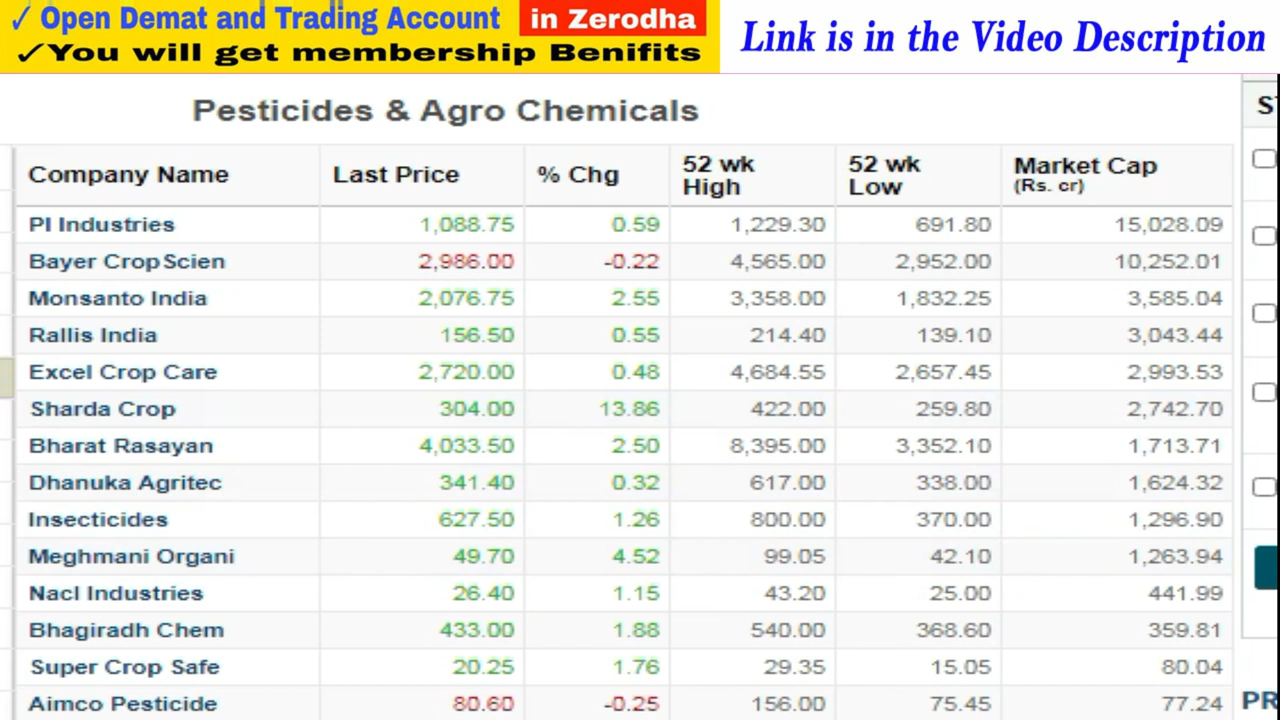 ✓ Open Demat and Trading Account in Zerodha
✓You will get membership Benifits
Link is in the Video Description
Pesticides & Agro Chemicals
Company Name Last Price % Chg 52 wk High 52 wk Low Market Cap (Rs. cr)
PI Industries 1,088.75 0.59 1,229.30 691.80 15,028.09
Bayer CropScien 2,986.00 -0.22 4,565.00 2,952.00 10,252.01
Monsanto India 2,076.75 2.55 3,358.00 1,832.25 3,585.04
Rallis India 156.50 0.55 214.40 139.10 3,043.44
Excel Crop Care 2,720.00 0.48 4,684.55 2,657.45 2,993.53
Sharda Crop 304.00 13.86 422.00 259.80 2,742.70
Bharat Rasayan 4,033.50 2.50 8,395.00 3,352.10 1,713.71
Dhanuka Agritec 341.40 0.32 617.00 338.00 1,624.32
Insecticides 627.50 1.26 800.00 370.00 1,296.90
Meghmani Organi 49.70 4.52 99.05 42.10 1,263.94
Nacl Industries 26.40 1.15 43.20 25.00 441.99
Bhagiradh Chem 433.00 1.88 540.00 368.60 359.81
Super Crop Safe 20.25 1.76 29.35 15.05 80.04
Aimco Pesticide 80.60 -0.25 156.00 75.45 77.24